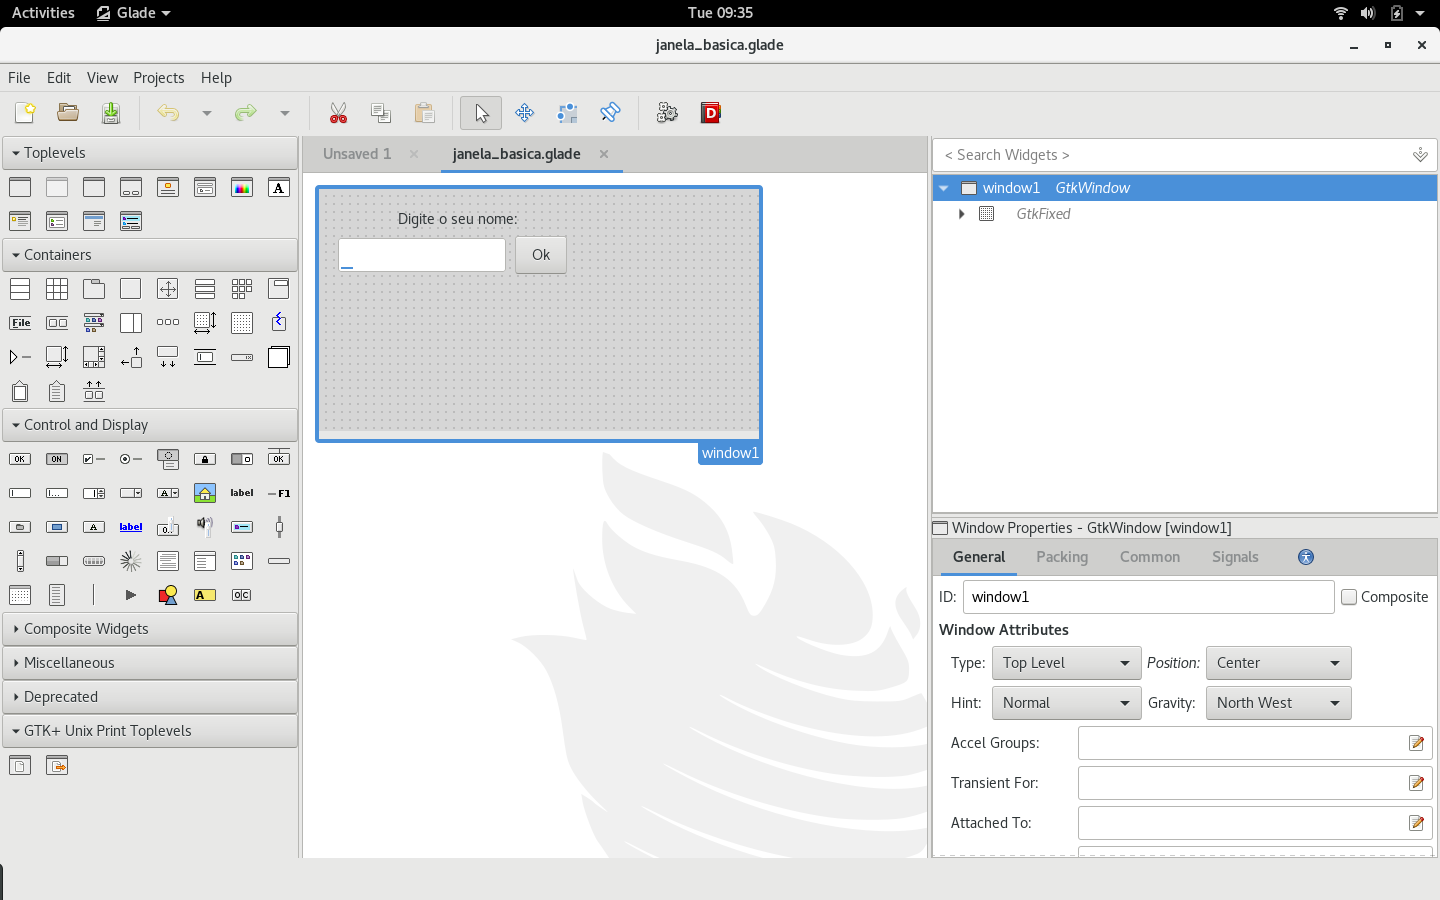 Activities Glade Tue 09:35
janela_basica.glade
File Edit View Projects Help
Toplevels
Containers
File
Control and Display
OK ON OK
label F1
label
OC
Composite Widgets
Miscellaneous
Deprecated
GTK+ Unix Print Toplevels
Unsaved 1 janela_basica.glade
Digite o seu nome:
_ Ok
window1
< Search Widgets >
window1 GtkWindow
GtkFixed
Window Properties - GtkWindow [window1]
General Packing Common Signals
ID: window1 Composite
Window Attributes
Type: Top Level Position: Center
Hint: Normal Gravity: North West
Accel Groups:
Transient For:
Attached To: